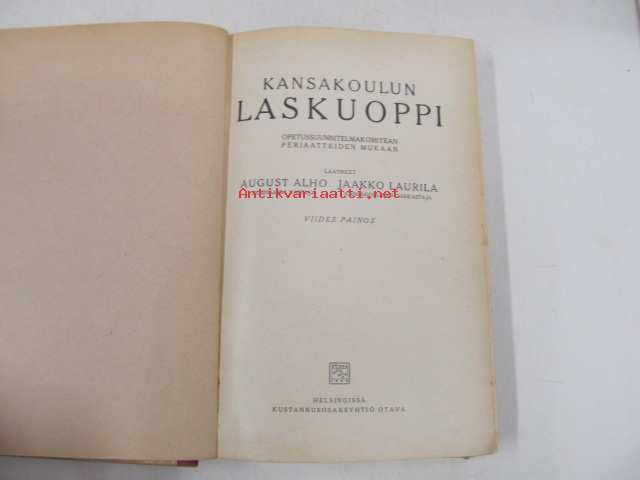 KANSAKOULUN
LASKUOPPI
OPETUSSUUNNITELMAKOMITEAN
PERIAATTEIDEN MUKAAN
LAATINEET
AUGUST ALHO JAAKKO LAURILA
Antikvariaatti.net
VIIDES PAINOS
HELSINGISSÄ
KUSTANNUSOSAKEYHTIÖ OTAVA